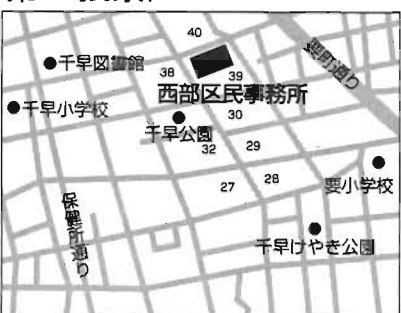 40
要町通り
千早図書館
38
39
西部区民事務所
千早小学校
30
千早公園
32
29
27
28
要小学校
保健所通り
千早けやき公園